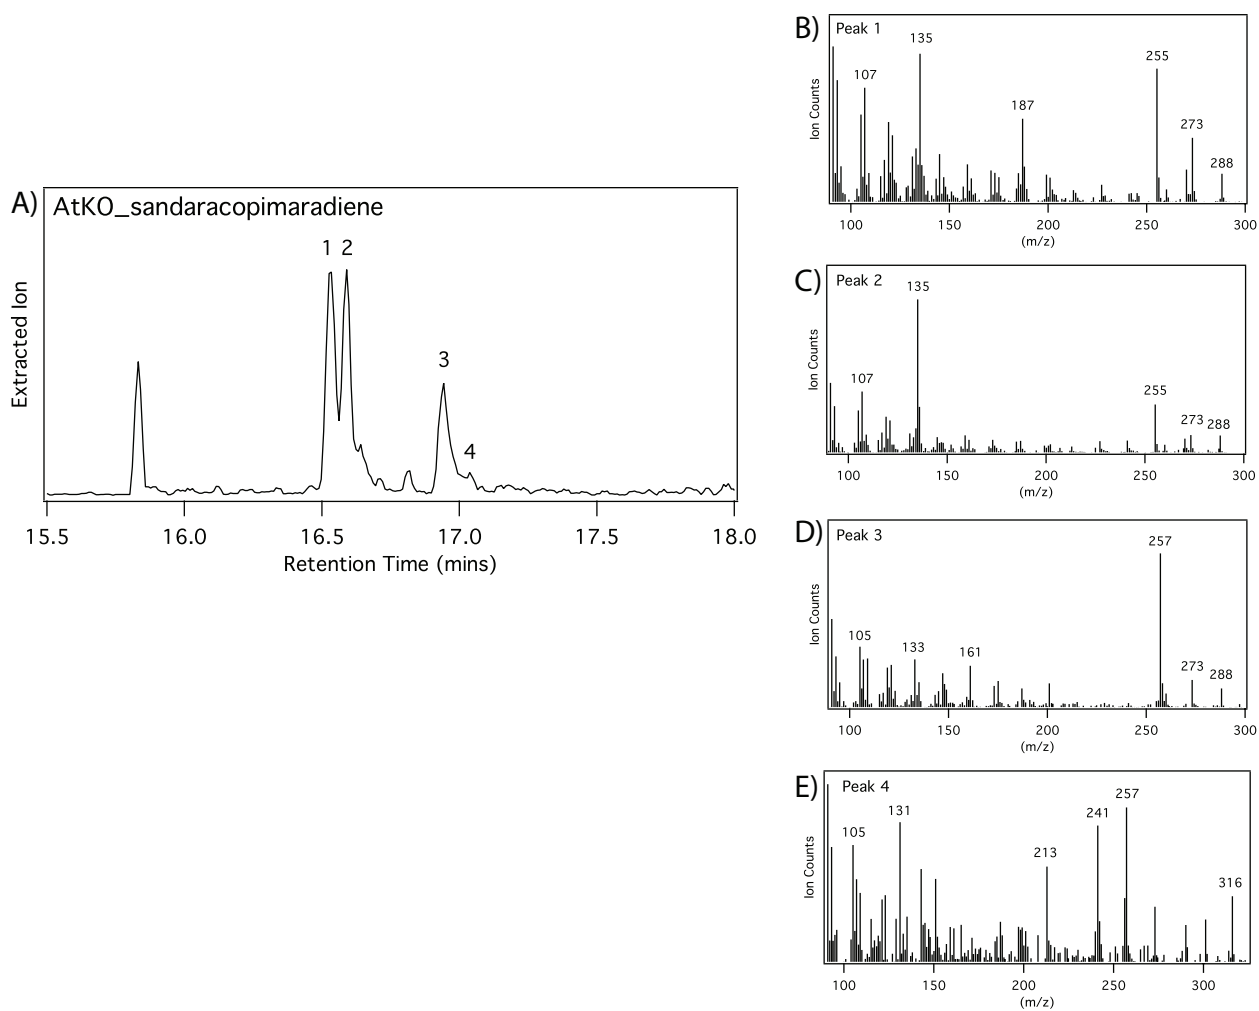 A)
AtKO_sandaracopimaradiene
1 2
3
4
Extracted Ion
15.5 16.0 16.5 17.0 17.5 18.0
Retention Time (mins)
B)
Peak 1
135
255
107
187
273
288
Ion Counts
100 150 200 250 300
(m/z)
C)
Peak 2
135
107
255
273 288
Ion Counts
100 150 200 250 300
(m/z)
D)
Peak 3
257
105
133
161
273
288
Ion Counts
100 150 200 250 300
(m/z)
E)
Peak 4
257
131
241
105
213
316
Ion Counts
100 150 200 250 300
(m/z)